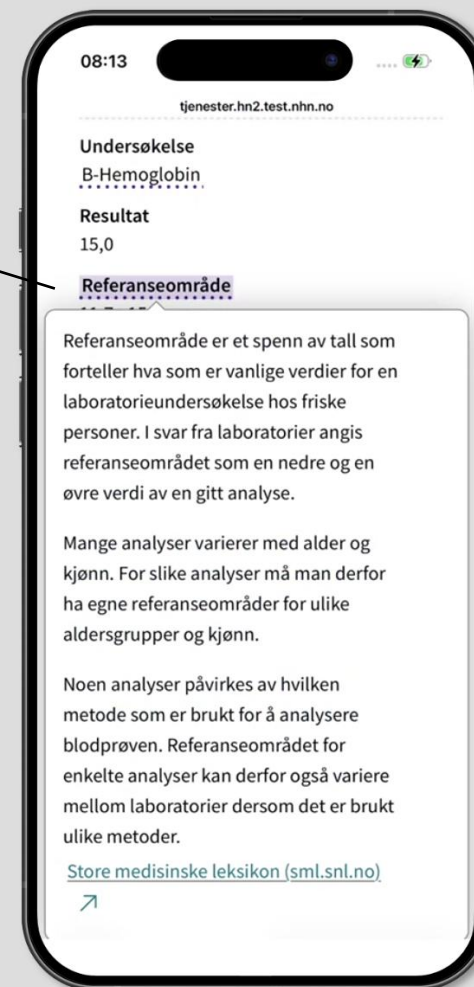 08:13
tjenester.hn2.test.nhn.no
Undersøkelse
B-Hemoglobin
Resultat
15,0
Referanseområde
Referanseområde er et spenn av tall som
forteller hva som er vanlige verdier for en
laboratorieundersøkelse hos friske
personer. I svar fra laboratorier angis
referanseområdet som en nedre og en
øvre verdi av en gitt analyse.
Mange analyser varierer med alder og
kjønn. For slike analyser må man derfor
ha egne referanseområder for ulike
aldersgrupper og kjønn.
Noen analyser påvirkes av hvilken
metode som er brukt for å analysere
blodprøven. Referanseområdet for
enkelte analyser kan derfor også variere
mellom laboratorier dersom det er brukt
ulike metoder.
Store medisinske leksikon (sml.snl.no)